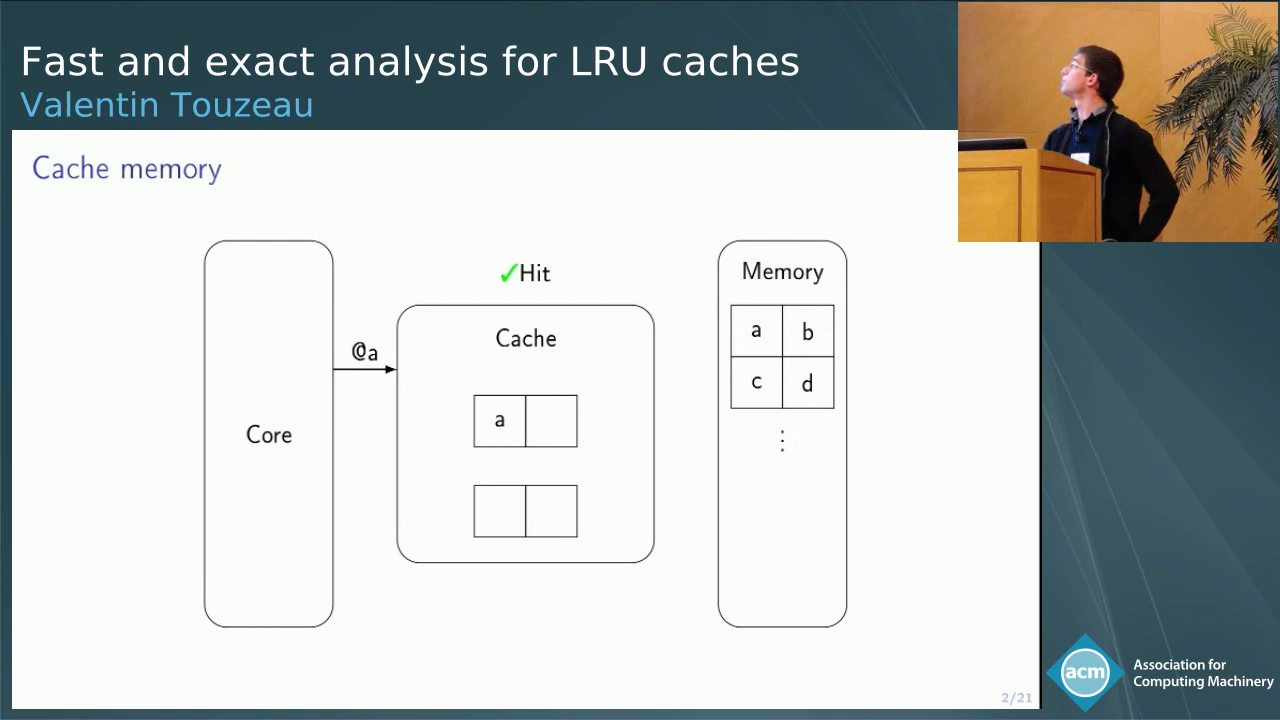 Fast and exact analysis for LRU caches
Valentin Touzeau
Cache memory
✓Hit
Memory
Cache
@a
a b
c d
a
Core
⋮
2/21
acm
Association for
Computing Machinery